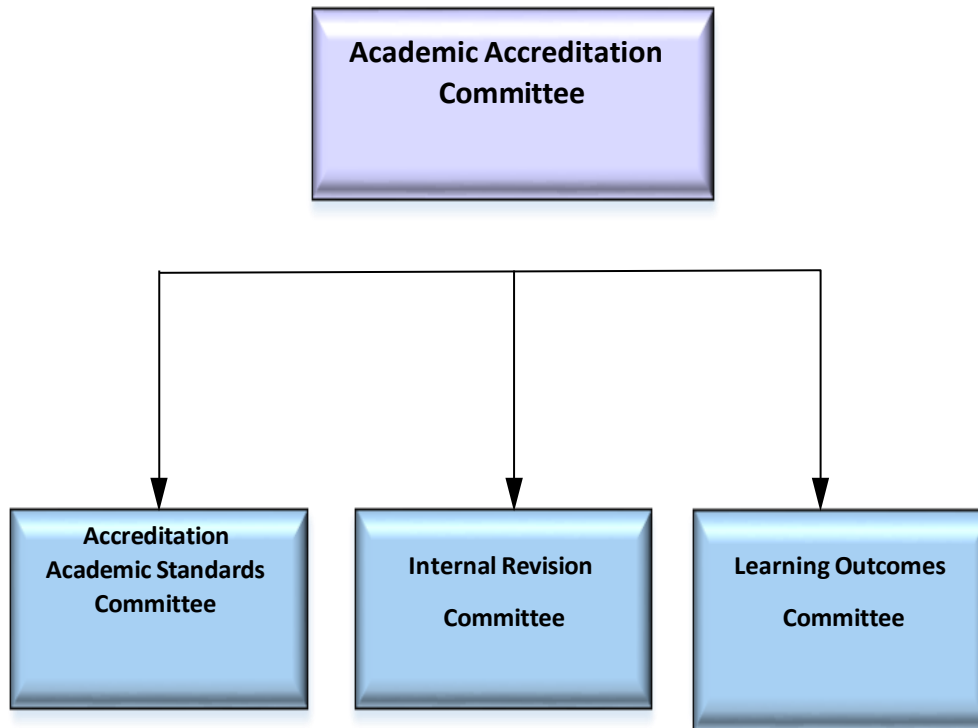 Academic Accreditation
Committee
Accreditation
Academic Standards
Committee
Internal Revision
Committee
Learning Outcomes
Committee